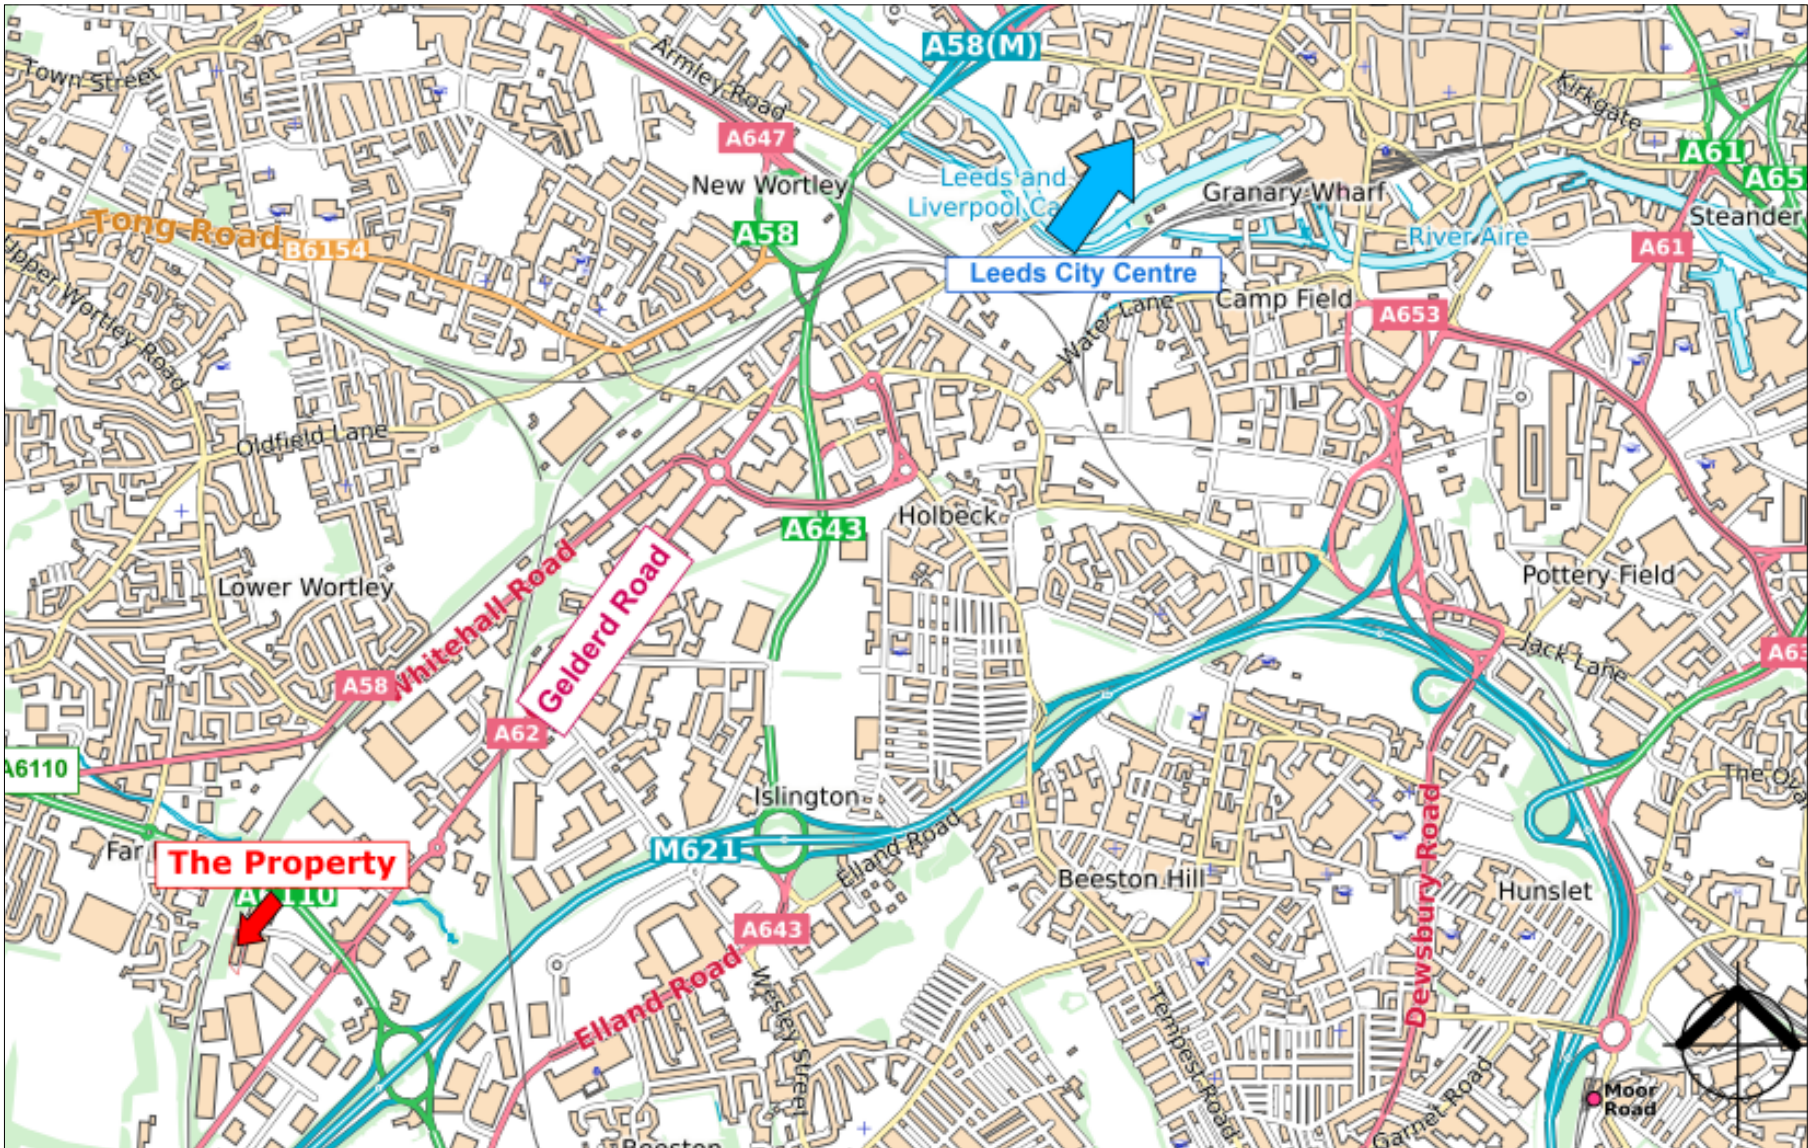 A58(M)
Armley Road
Town Street
Kirkgate
A647
A61
Leeds and
Liverpool Ca
New Wortley
Granary Wharf
A65
Steander
Tong Road
B6154
A58
River Aire
A61
Leeds City Centre
Upper Wortley Road
Water Lane
Camp Field
A653
Oldfield Lane
Holbeck
A643
Whitehall Road
Gelderd Road
Lower Wortley
Pottery Field
Jack Lane
A63
A58
A62
A6110
The Ova
Islington
Dewsbury Road
M621
Elland Road
Far
The Property
Beeston Hill
Hunslet
A6110
A643
Elland Road
Wesley Street
Tempest Road
Garnet Road
Moor
Road
Beeston